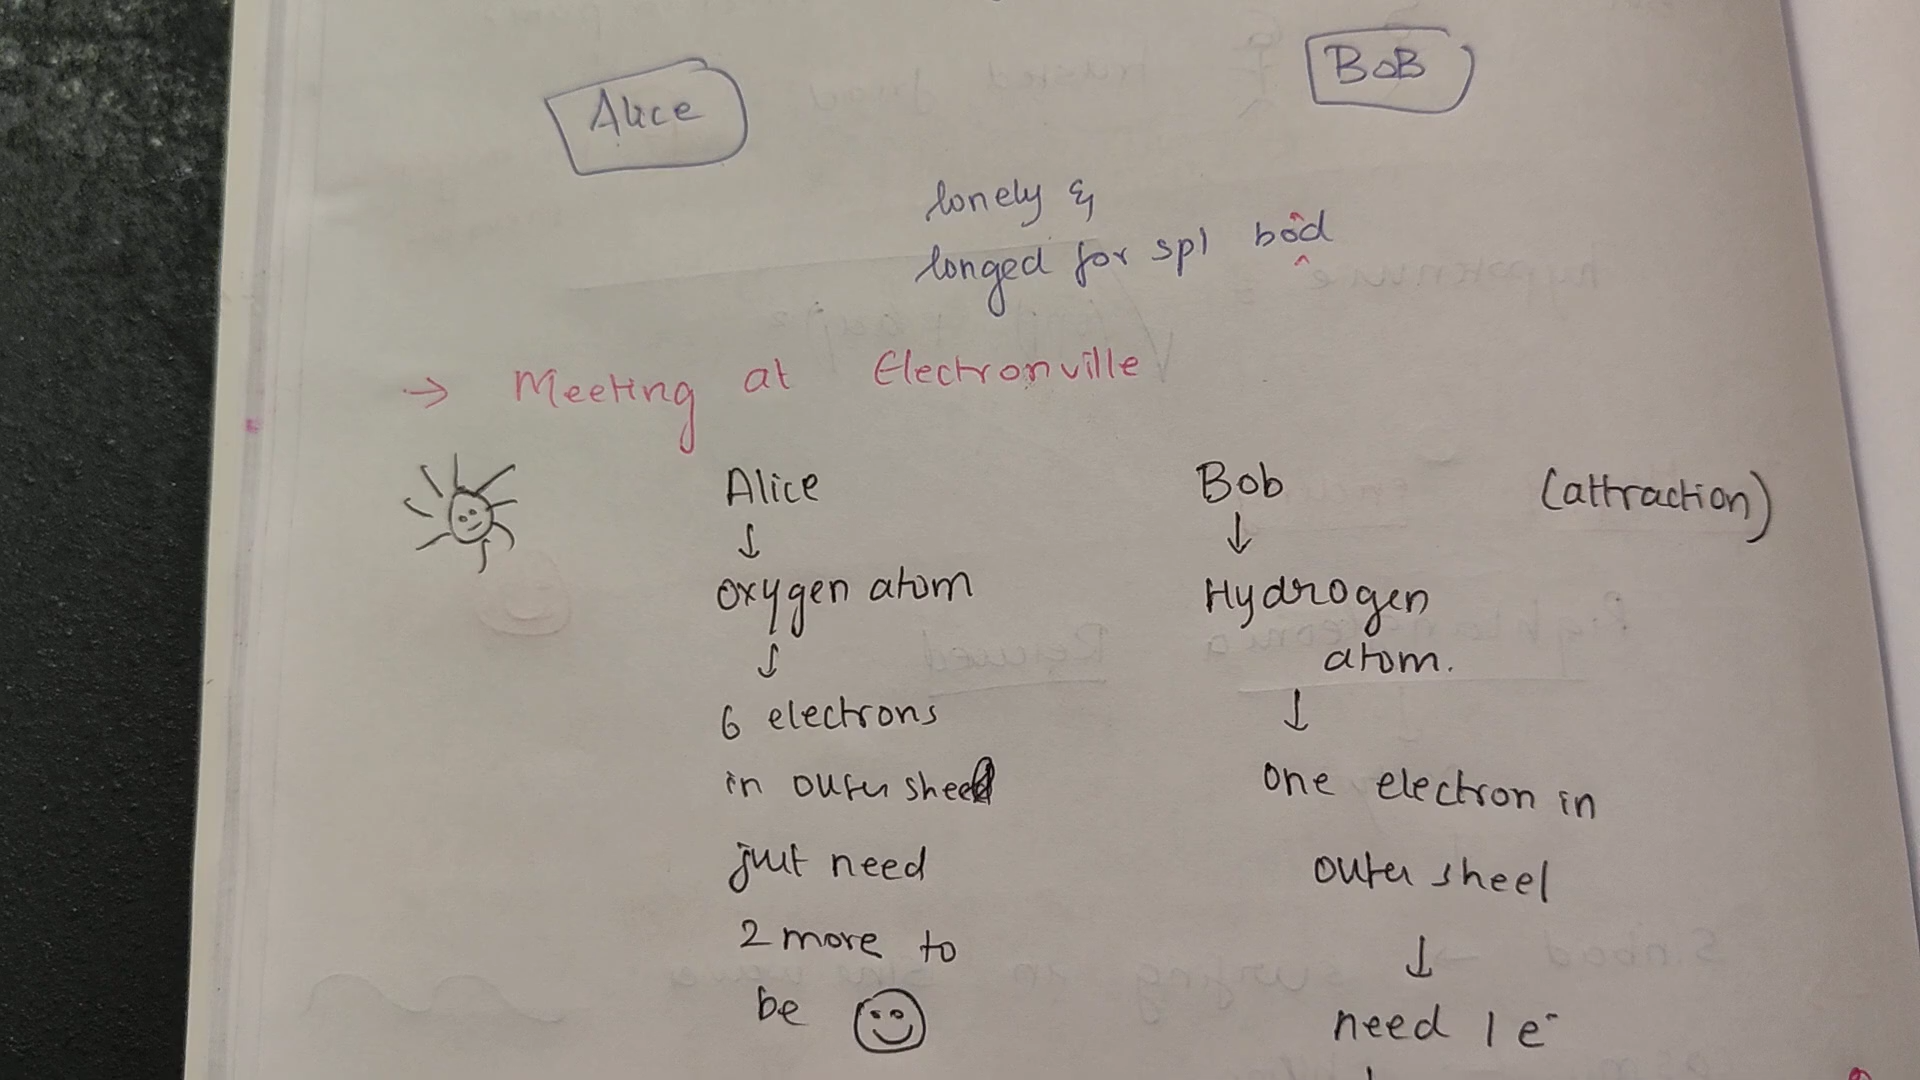 Alice BOB
lonely &
longed for spl bod
→ Meeting at Electronville
Alice Bob (attraction)
↓ ↓
oxygen atom Hydrogen
atom.
↓ ↓
6 electrons
in outer sheel one electron in
just need outer sheel
2 more to ↓
be need 1 e⁻